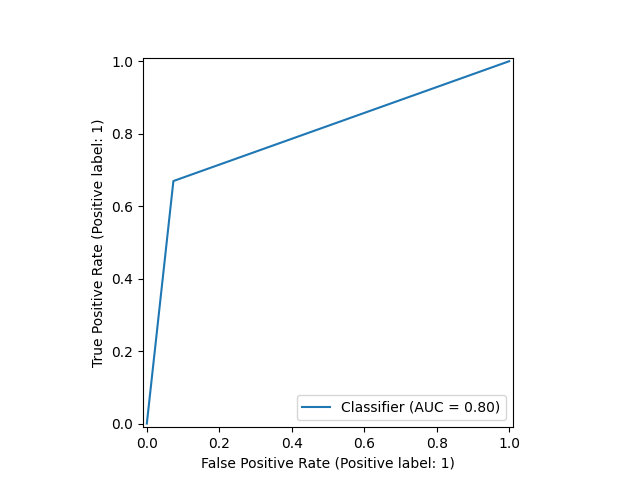 True Positive Rate (Positive label: 1)
1.0
0.8
0.6
0.4
0.2
0.0
Classifier (AUC = 0.80)
0.0 0.2 0.4 0.6 0.8 1.0
False Positive Rate (Positive label: 1)